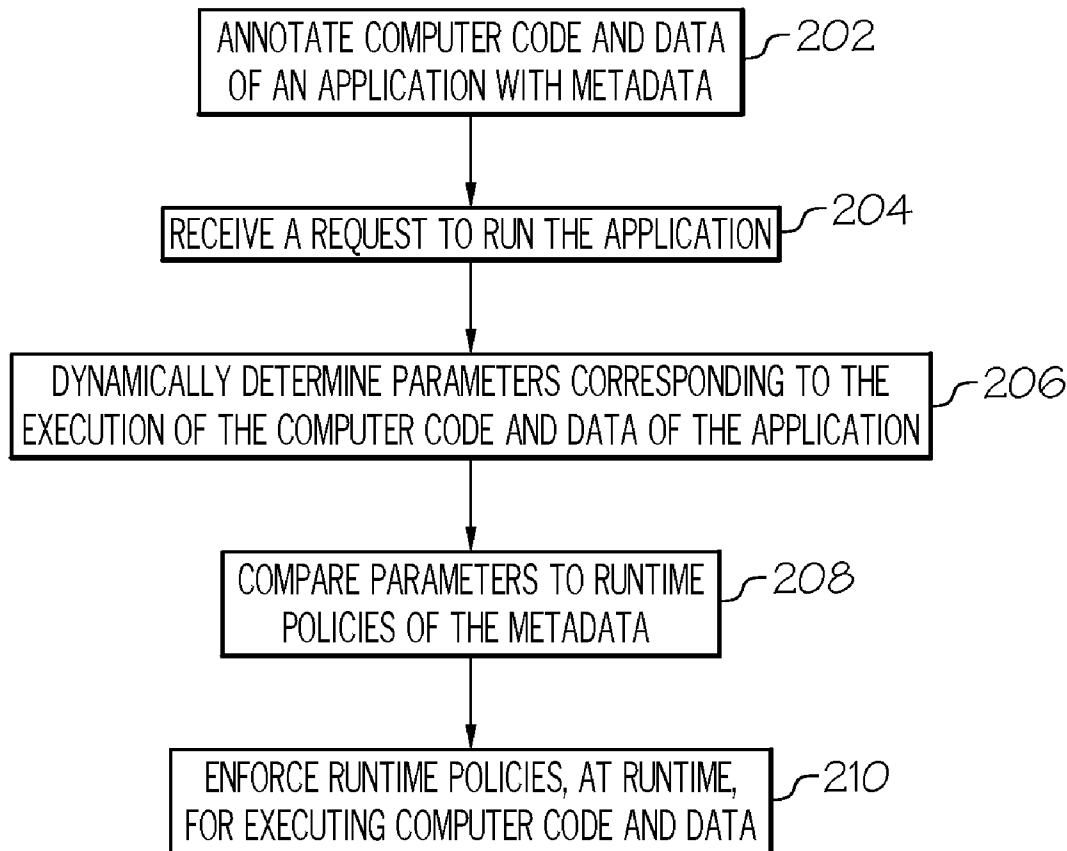 ANNOTATE COMPUTER CODE AND DATA
OF AN APPLICATION WITH METADATA
202
RECEIVE A REQUEST TO RUN THE APPLICATION
204
DYNAMICALLY DETERMINE PARAMETERS CORRESPONDING TO THE
EXECUTION OF THE COMPUTER CODE AND DATA OF THE APPLICATION
206
COMPARE PARAMETERS TO RUNTIME
POLICIES OF THE METADATA
208
ENFORCE RUNTIME POLICIES, AT RUNTIME,
FOR EXECUTING COMPUTER CODE AND DATA
210